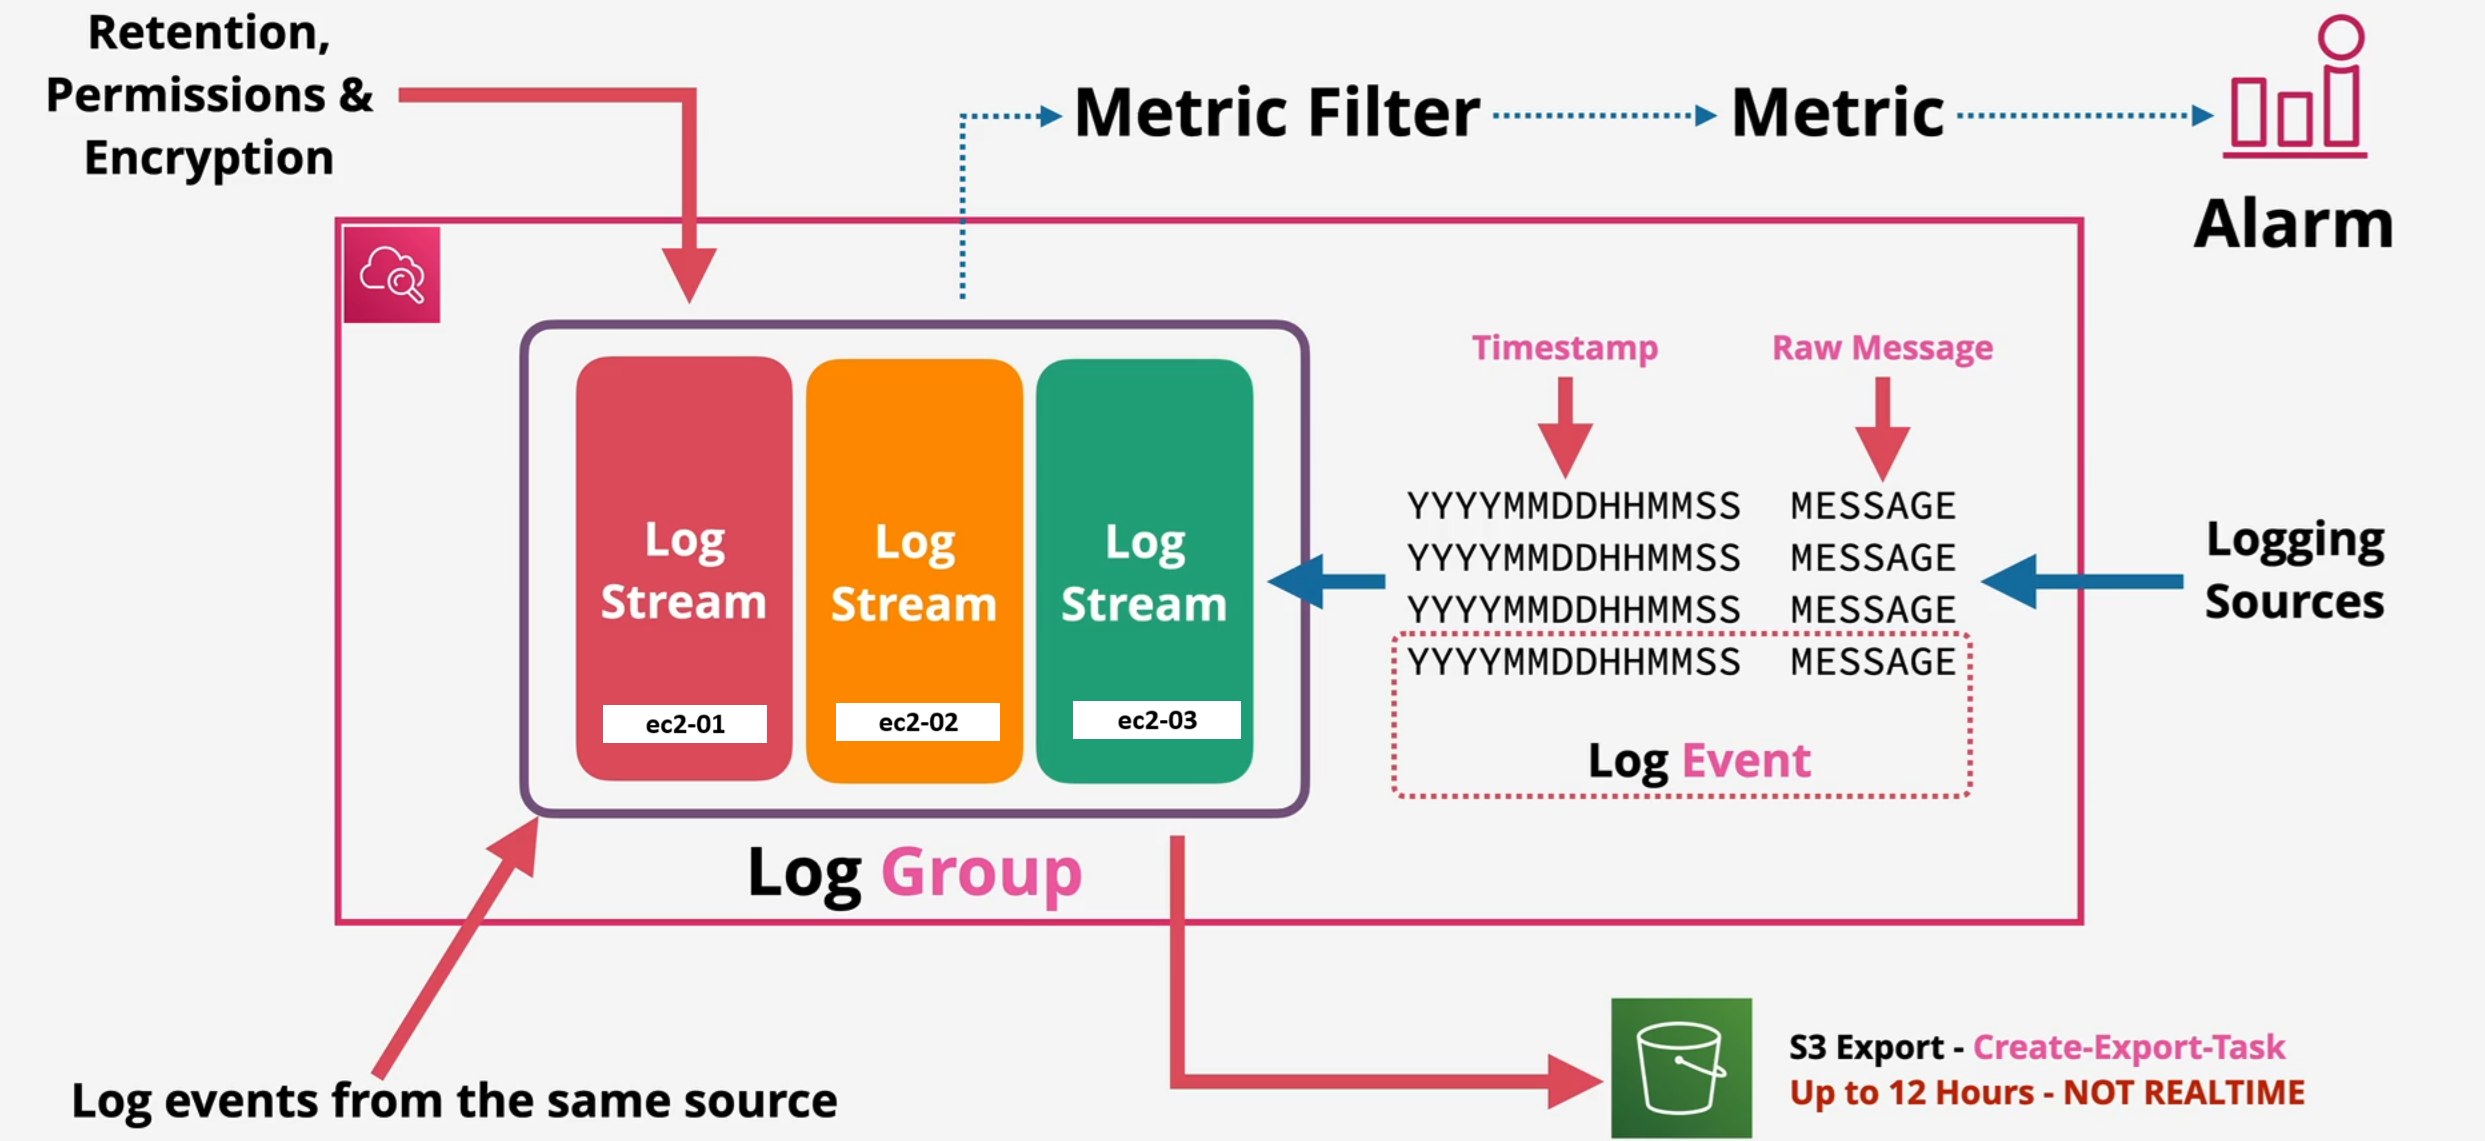 Retention,
Permissions &
Encryption
Metric Filter
Metric
Alarm
Timestamp
Raw Message
YYYYMMDDHHMMSS MESSAGE
YYYYMMDDHHMMSS MESSAGE
YYYYMMDDHHMMSS MESSAGE
YYYYMMDDHHMMSS MESSAGE
Log Event
Logging
Sources
Log
Stream
ec2-01
Log
Stream
ec2-02
Log
Stream
ec2-03
Log Group
Log events from the same source
S3 Export - Create-Export-Task
Up to 12 Hours - NOT REALTIME